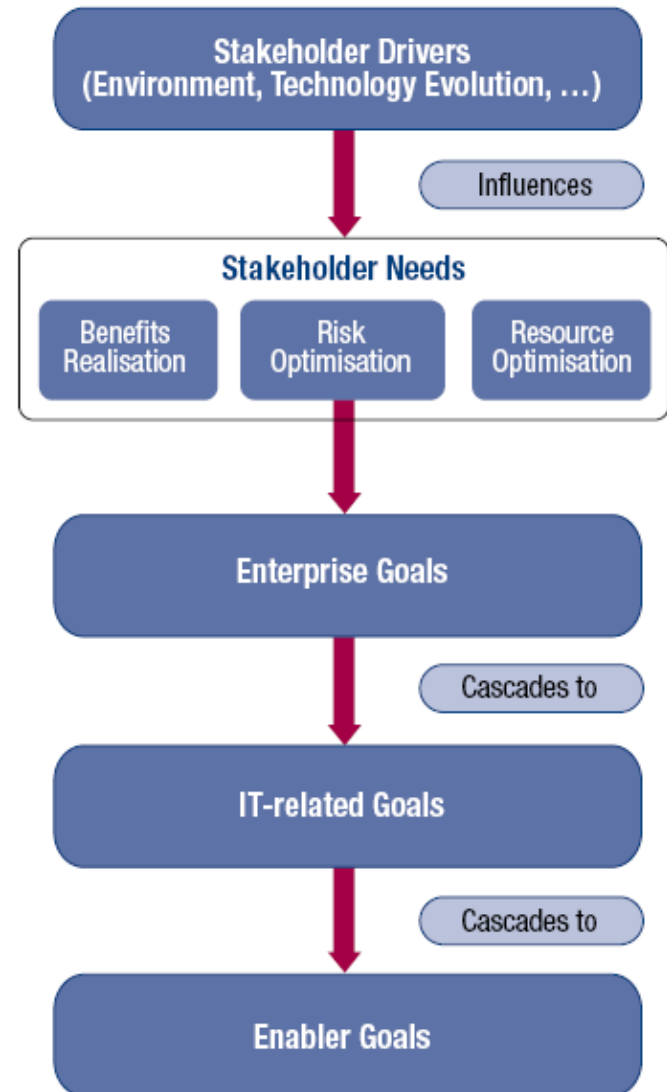 Stakeholder Drivers
(Environment, Technology Evolution, …)
Influences
Stakeholder Needs
Benefits
Realisation
Risk
Optimisation
Resource
Optimisation
Enterprise Goals
Cascades to
IT-related Goals
Cascades to
Enabler Goals